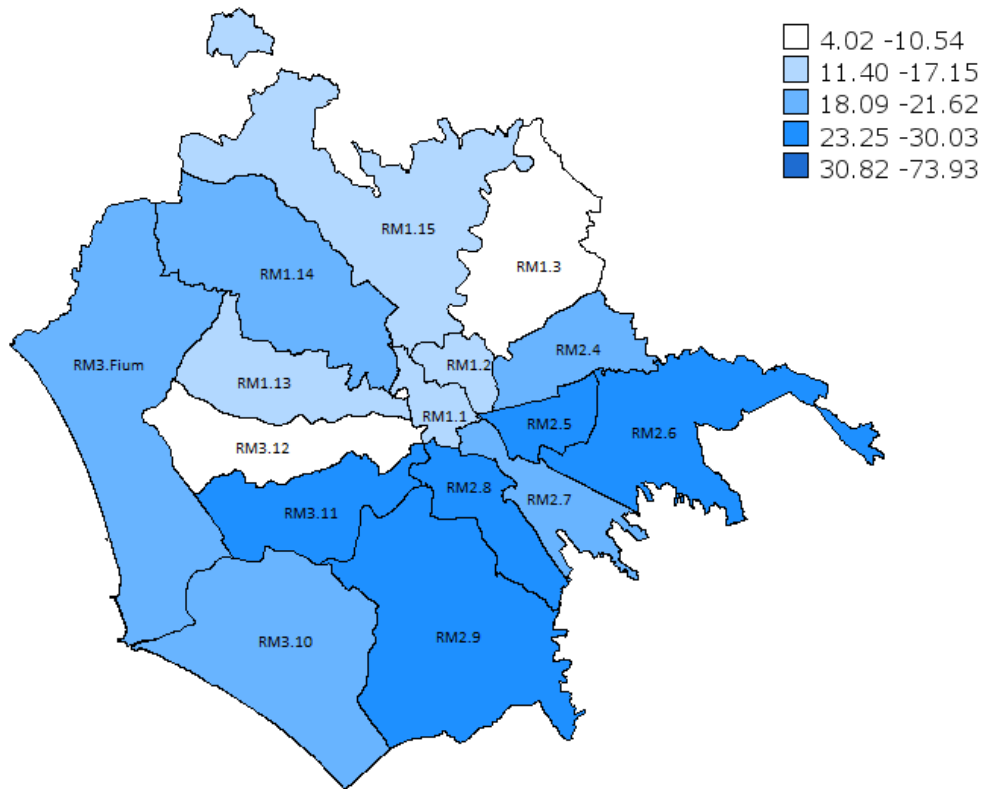 4.02 -10.54
11.40 -17.15
18.09 -21.62
23.25 -30.03
30.82 -73.93
RM1.15
RM1.3
RM1.14
RM2.4
RM3.Fium
RM1.2
RM1.13
RM1.1
RM2.5
RM2.6
RM3.12
RM2.8
RM2.7
RM3.11
RM3.10
RM2.9